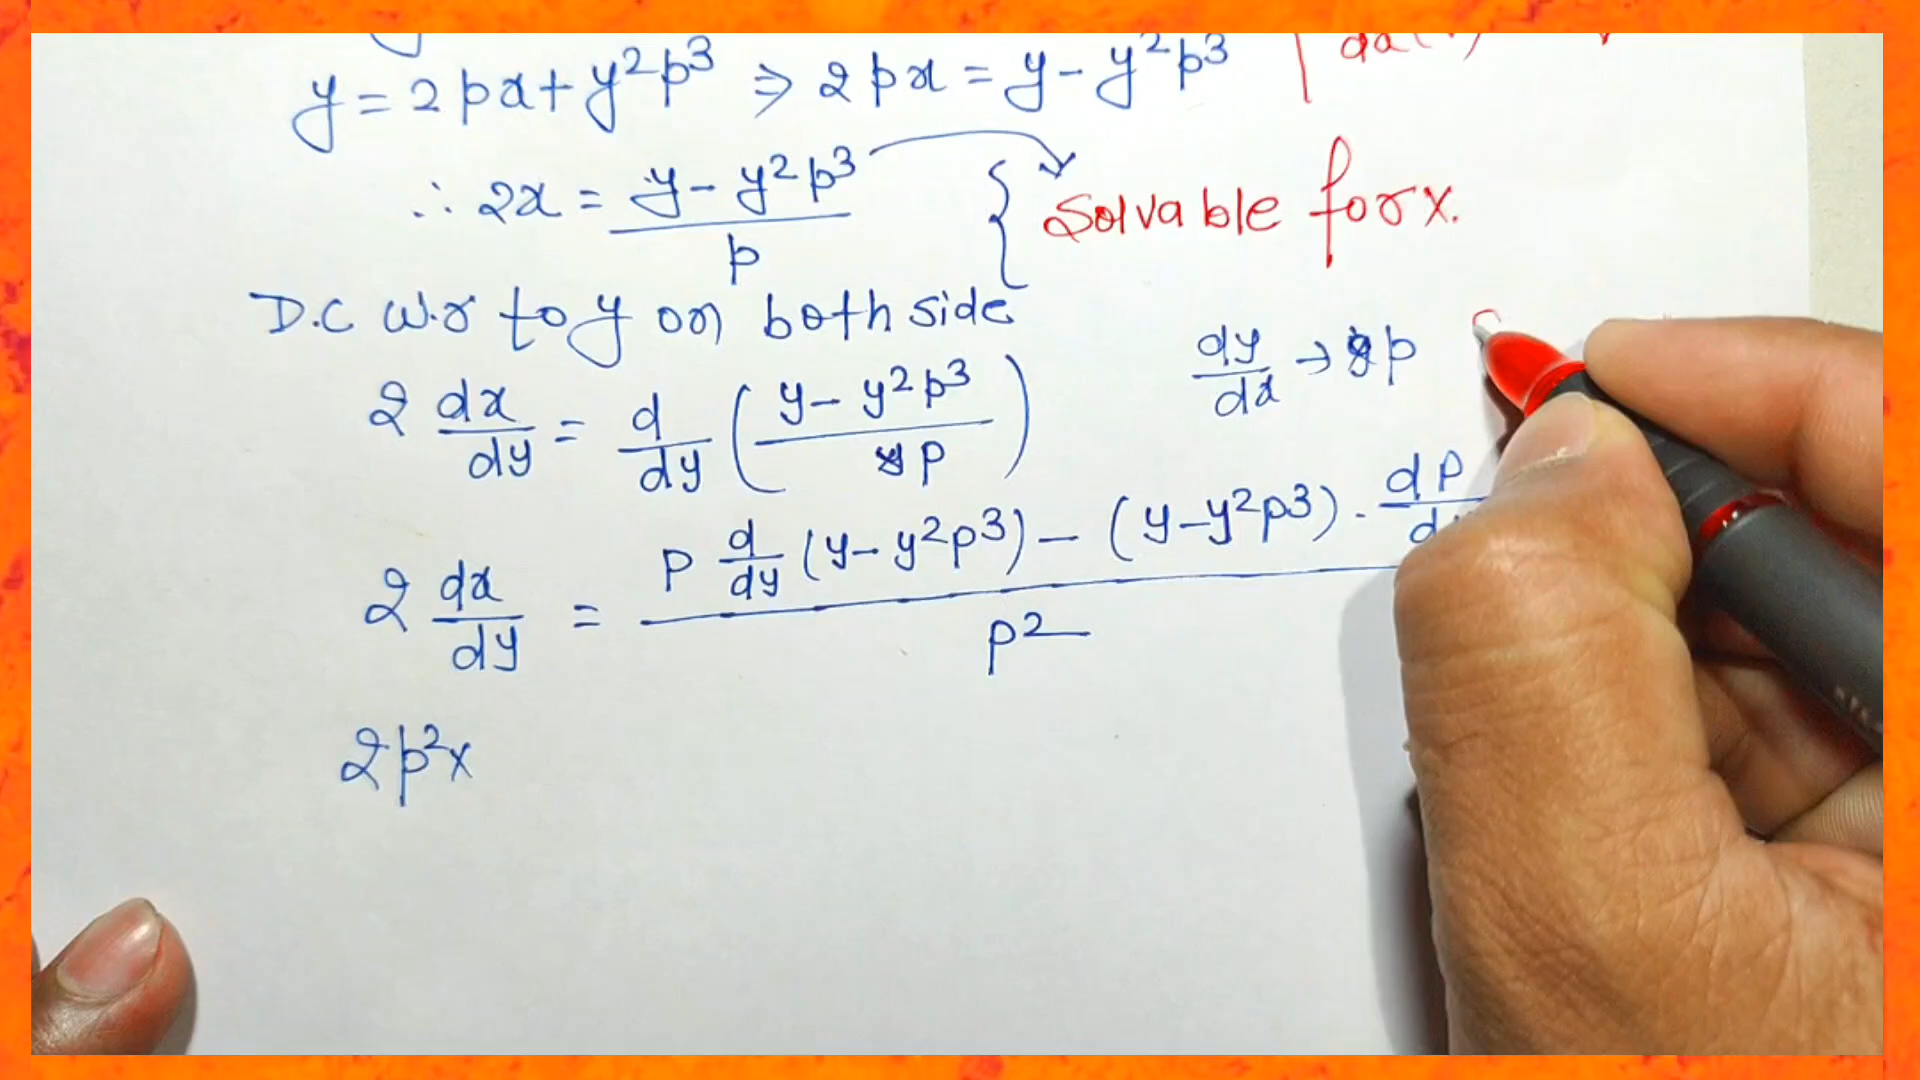 y = 2px + y²p³ ⇒ 2px = y - y²p³
∴ 2x = (y - y²p³)/p { Solvable for x.
D.C w.r to y on both side
2 dx/dy = d/dy ((y - y²p³)/p)
dy/dx → p
2 dx/dy = (p d/dy (y - y²p³) - (y - y²p³) · dp/d)/p²
2p²x